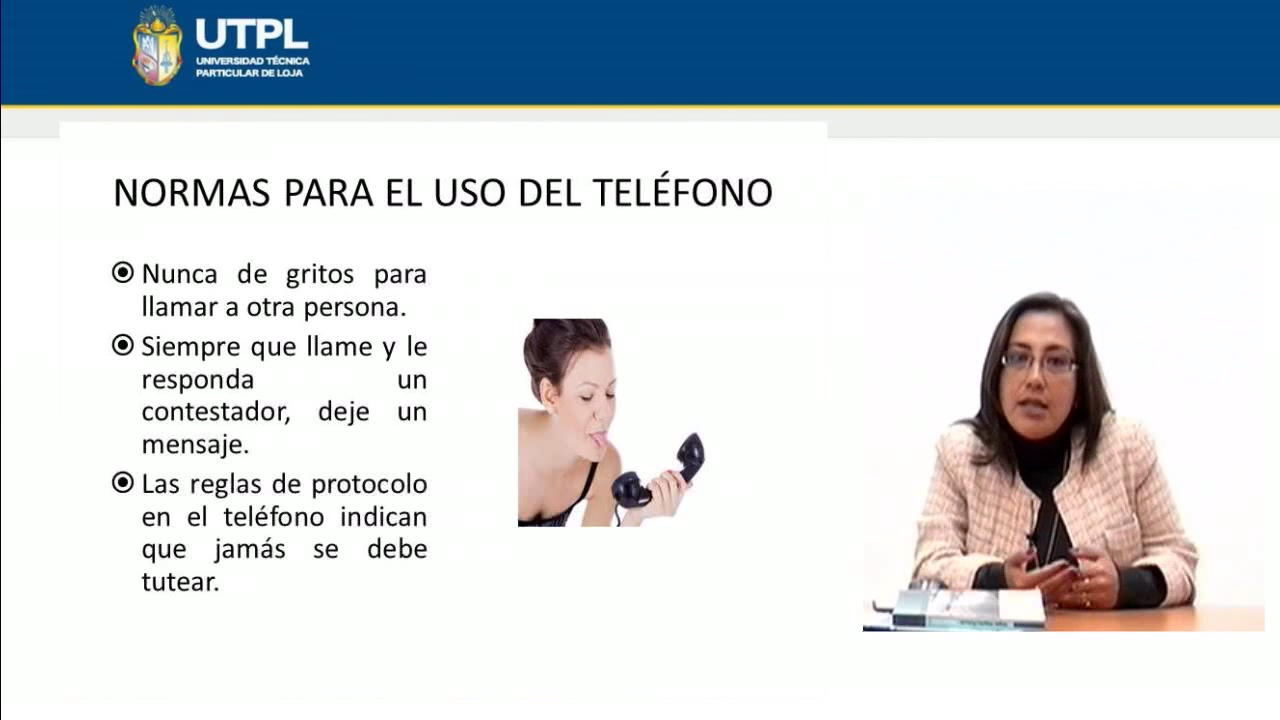 UTPL
UNIVERSIDAD TÉCNICA
PARTICULAR DE LOJA
NORMAS PARA EL USO DEL TELÉFONO
Nunca de gritos para
llamar a otra persona.
Siempre que llame y le
responda un
contestador, deje un
mensaje.
Las reglas de protocolo
en el teléfono indican
que jamás se debe
tutear.